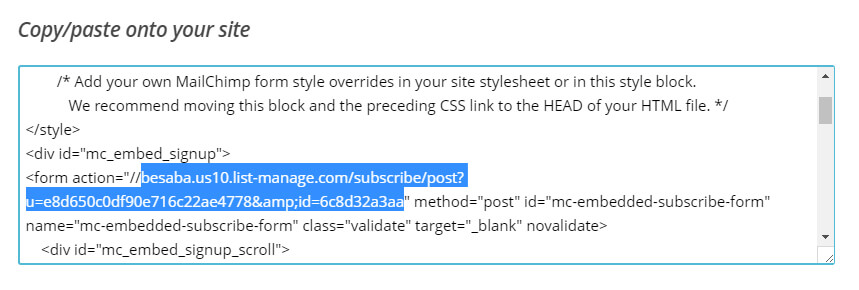 Copy/paste onto your site
/* Add your own MailChimp form style overrides in your site stylesheet or in this style block.
We recommend moving this block and the preceding CSS link to the HEAD of your HTML file. */
</style>
<div id="mc_embed_signup">
<form action="//besaba.us10.list-manage.com/subscribe/post?
u=e8d650c0df90e716c22ae4778&amp;id=6c8d32a3aa" method="post" id="mc-embedded-subscribe-form"
name="mc-embedded-subscribe-form" class="validate" target="_blank" novalidate>
<div id="mc_embed_signup_scroll">